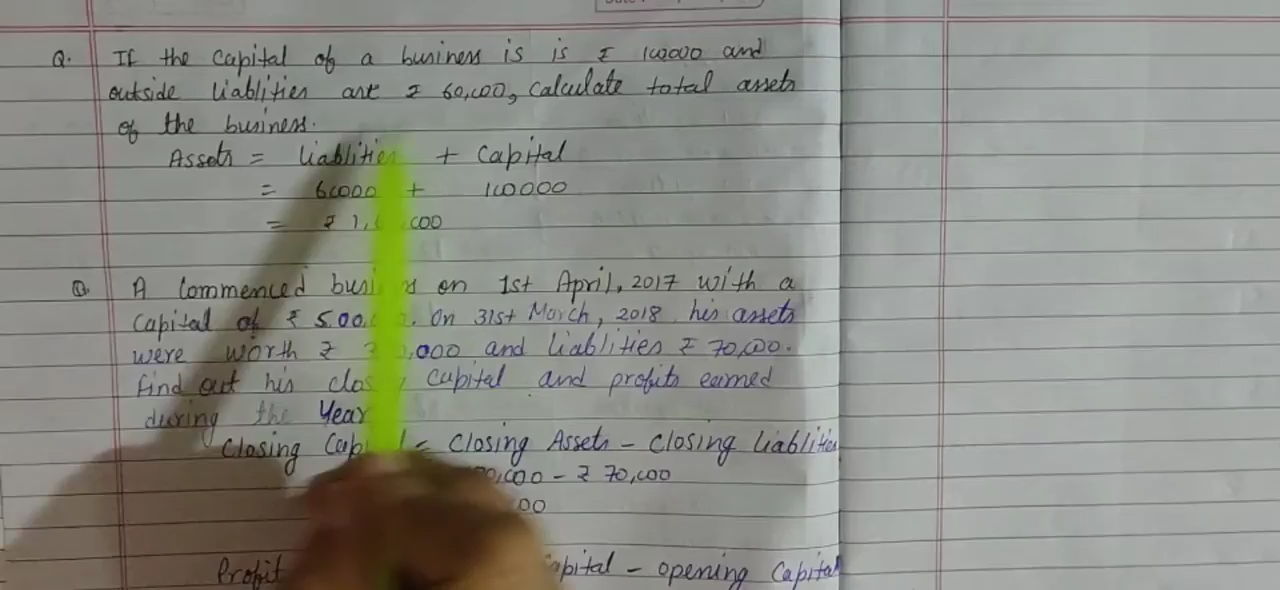 Q. If the capital of a business is is ₹ 100000 and
outside liablities are ₹ 60,000, calculate total assets
of the business.
Assets = liablities + Capital
= 60000 + 100000
= ₹
Q. A Commenced on 1st April, 2017 with a
Capital of ₹ On 31st March, 2018 his assets
were worth ₹ and liablities ₹ 70,000.
find out his capital and profits earned
during the Year
Closing = Closing Assets - Closing liablities
- ₹ 70,000
Profit - opening Capital